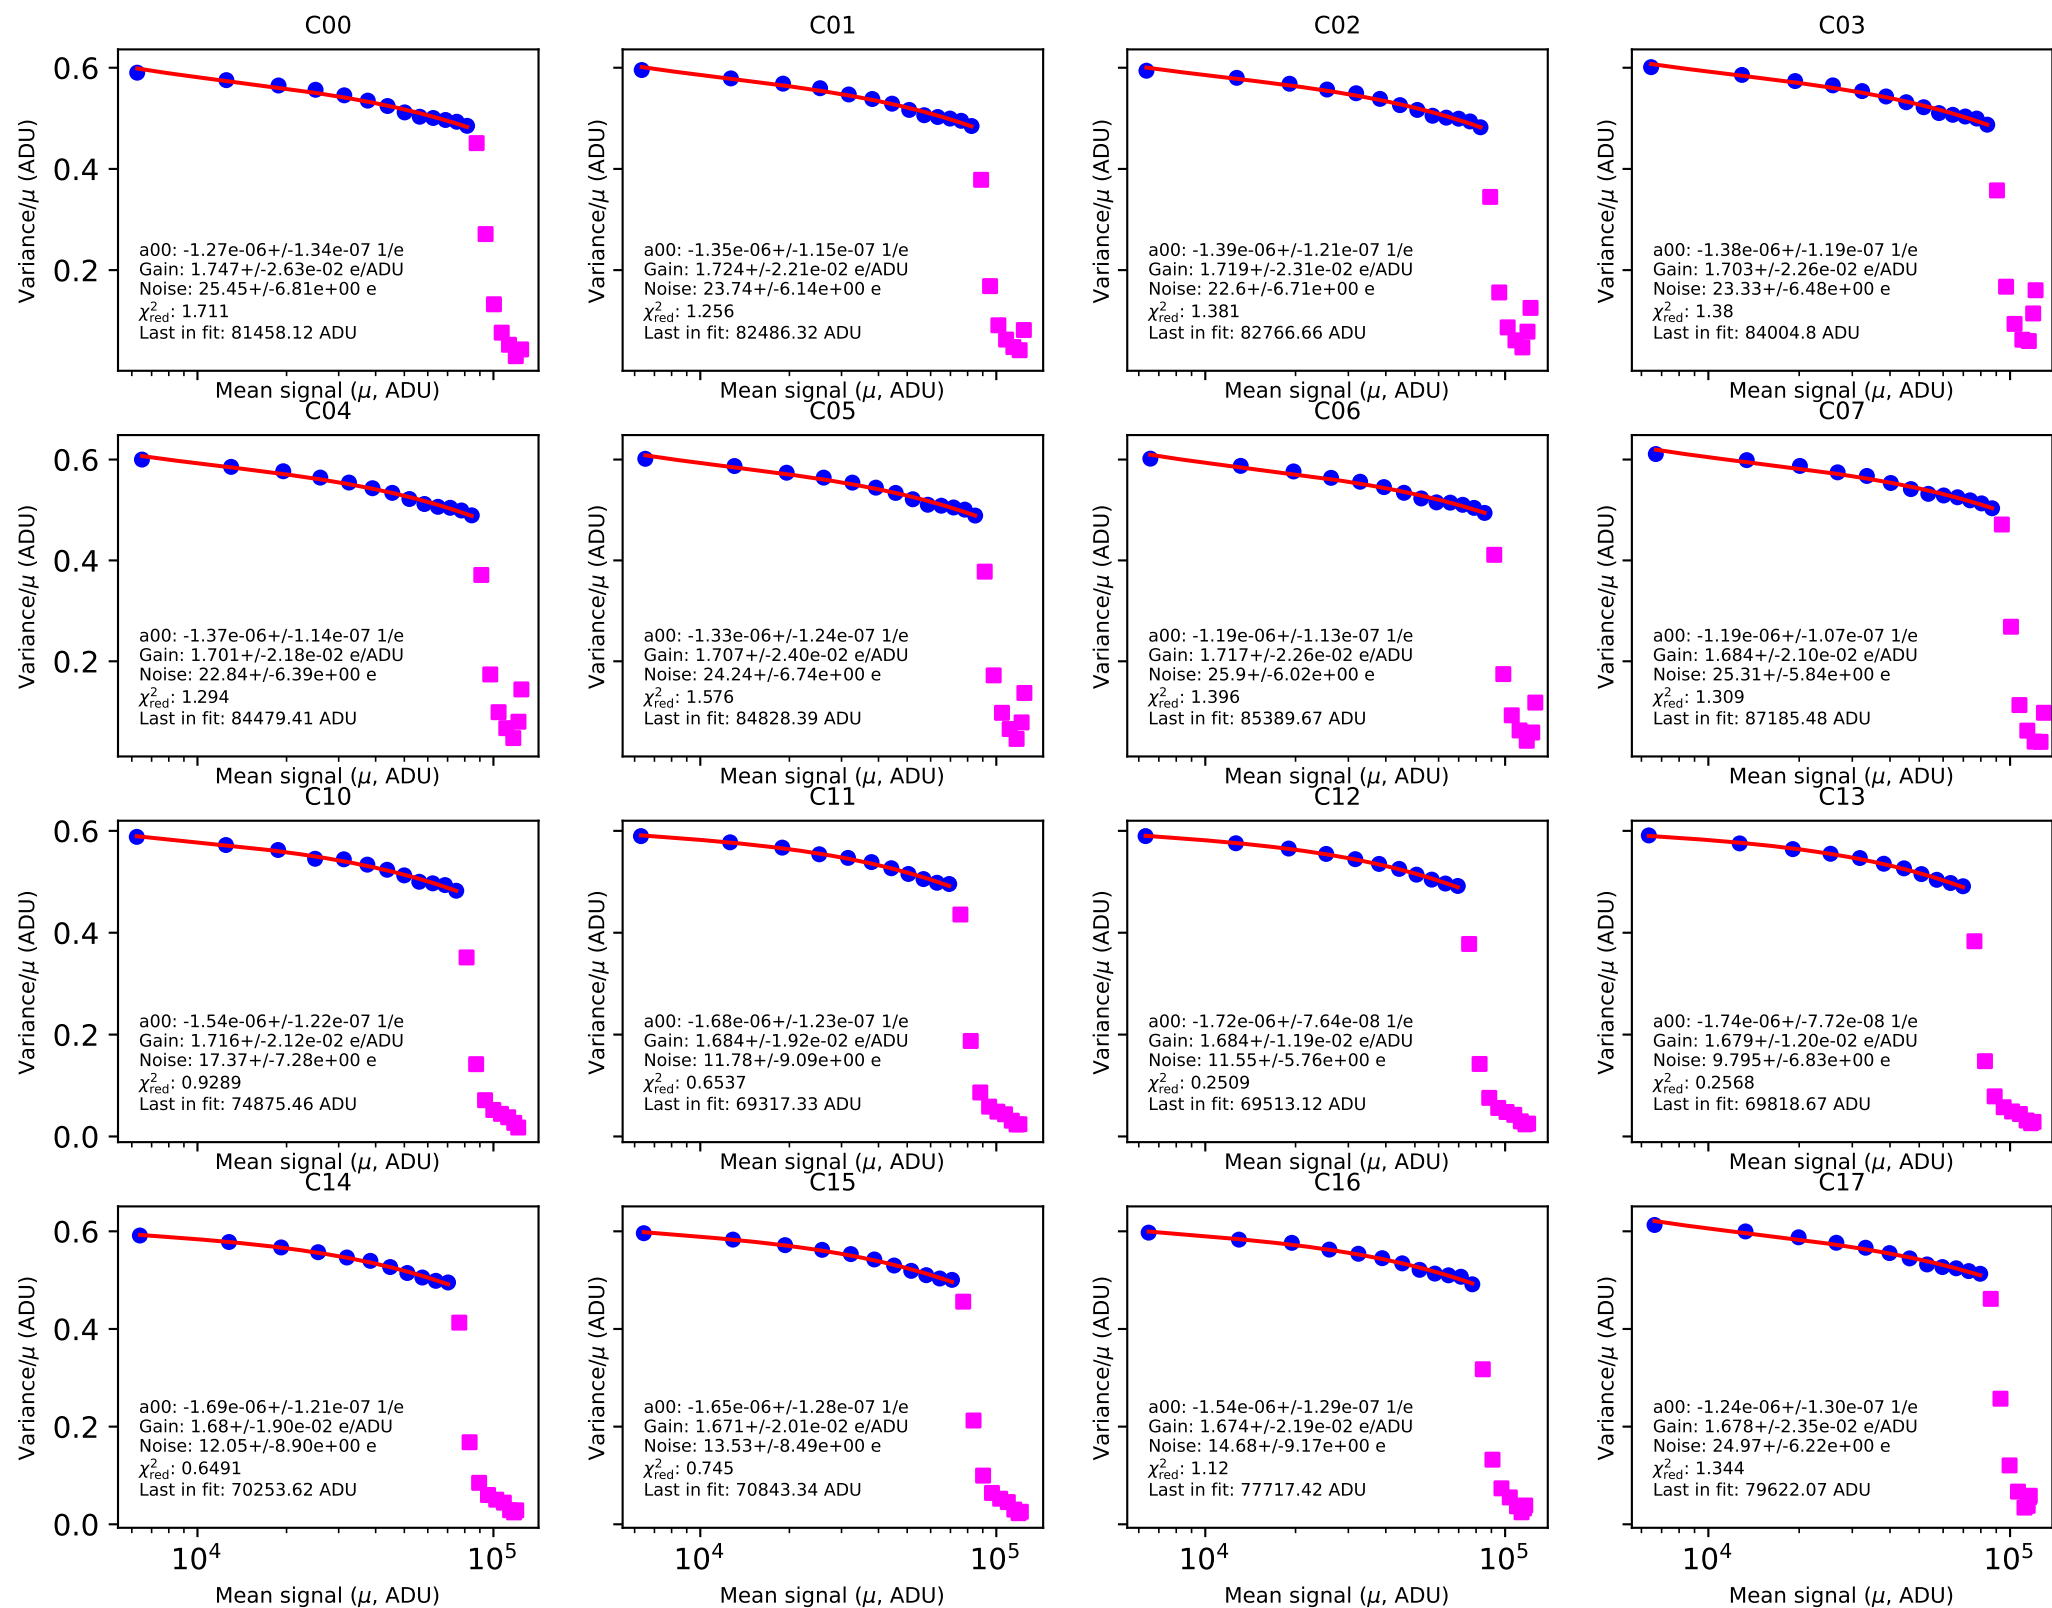 C00
0.6
0.4
0.2
Variance/μ (ADU)
a00: -1.27e-06+/-1.34e-07 1/e
Gain: 1.747+/-2.63e-02 e/ADU
Noise: 25.45+/-6.81e+00 e
χ²red: 1.711
Last in fit: 81458.12 ADU
Mean signal (μ, ADU)
C01
Variance/μ (ADU)
a00: -1.35e-06+/-1.15e-07 1/e
Gain: 1.724+/-2.21e-02 e/ADU
Noise: 23.74+/-6.14e+00 e
χ²red: 1.256
Last in fit: 82486.32 ADU
Mean signal (μ, ADU)
C02
Variance/μ (ADU)
a00: -1.39e-06+/-1.21e-07 1/e
Gain: 1.719+/-2.31e-02 e/ADU
Noise: 22.6+/-6.71e+00 e
χ²red: 1.381
Last in fit: 82766.66 ADU
Mean signal (μ, ADU)
C03
Variance/μ (ADU)
a00: -1.38e-06+/-1.19e-07 1/e
Gain: 1.703+/-2.26e-02 e/ADU
Noise: 23.33+/-6.48e+00 e
χ²red: 1.38
Last in fit: 84004.8 ADU
Mean signal (μ, ADU)
C04
0.6
0.4
0.2
Variance/μ (ADU)
a00: -1.37e-06+/-1.14e-07 1/e
Gain: 1.701+/-2.18e-02 e/ADU
Noise: 22.84+/-6.39e+00 e
χ²red: 1.294
Last in fit: 84479.41 ADU
Mean signal (μ, ADU)
C05
Variance/μ (ADU)
a00: -1.33e-06+/-1.24e-07 1/e
Gain: 1.707+/-2.40e-02 e/ADU
Noise: 24.24+/-6.74e+00 e
χ²red: 1.576
Last in fit: 84828.39 ADU
Mean signal (μ, ADU)
C06
Variance/μ (ADU)
a00: -1.19e-06+/-1.13e-07 1/e
Gain: 1.717+/-2.26e-02 e/ADU
Noise: 25.9+/-6.02e+00 e
χ²red: 1.396
Last in fit: 85389.67 ADU
Mean signal (μ, ADU)
C07
Variance/μ (ADU)
a00: -1.19e-06+/-1.07e-07 1/e
Gain: 1.684+/-2.10e-02 e/ADU
Noise: 25.31+/-5.84e+00 e
χ²red: 1.309
Last in fit: 87185.48 ADU
Mean signal (μ, ADU)
C10
0.6
0.4
0.2
0.0
Variance/μ (ADU)
a00: -1.54e-06+/-1.22e-07 1/e
Gain: 1.716+/-2.12e-02 e/ADU
Noise: 17.37+/-7.28e+00 e
χ²red: 0.9289
Last in fit: 74875.46 ADU
Mean signal (μ, ADU)
C11
Variance/μ (ADU)
a00: -1.68e-06+/-1.23e-07 1/e
Gain: 1.684+/-1.92e-02 e/ADU
Noise: 11.78+/-9.09e+00 e
χ²red: 0.6537
Last in fit: 69317.33 ADU
Mean signal (μ, ADU)
C12
Variance/μ (ADU)
a00: -1.72e-06+/-7.64e-08 1/e
Gain: 1.684+/-1.19e-02 e/ADU
Noise: 11.55+/-5.76e+00 e
χ²red: 0.2509
Last in fit: 69513.12 ADU
Mean signal (μ, ADU)
C13
Variance/μ (ADU)
a00: -1.74e-06+/-7.72e-08 1/e
Gain: 1.679+/-1.20e-02 e/ADU
Noise: 9.795+/-6.83e+00 e
χ²red: 0.2568
Last in fit: 69818.67 ADU
Mean signal (μ, ADU)
C14
0.6
0.4
0.2
0.0
Variance/μ (ADU)
a00: -1.69e-06+/-1.21e-07 1/e
Gain: 1.68+/-1.90e-02 e/ADU
Noise: 12.05+/-8.90e+00 e
χ²red: 0.6491
Last in fit: 70253.62 ADU
10⁴ 10⁵
Mean signal (μ, ADU)
C15
Variance/μ (ADU)
a00: -1.65e-06+/-1.28e-07 1/e
Gain: 1.671+/-2.01e-02 e/ADU
Noise: 13.53+/-8.49e+00 e
χ²red: 0.745
Last in fit: 70843.34 ADU
10⁴ 10⁵
Mean signal (μ, ADU)
C16
Variance/μ (ADU)
a00: -1.54e-06+/-1.29e-07 1/e
Gain: 1.674+/-2.19e-02 e/ADU
Noise: 14.68+/-9.17e+00 e
χ²red: 1.12
Last in fit: 77717.42 ADU
10⁴ 10⁵
Mean signal (μ, ADU)
C17
Variance/μ (ADU)
a00: -1.24e-06+/-1.30e-07 1/e
Gain: 1.678+/-2.35e-02 e/ADU
Noise: 24.97+/-6.22e+00 e
χ²red: 1.344
Last in fit: 79622.07 ADU
10⁴ 10⁵
Mean signal (μ, ADU)